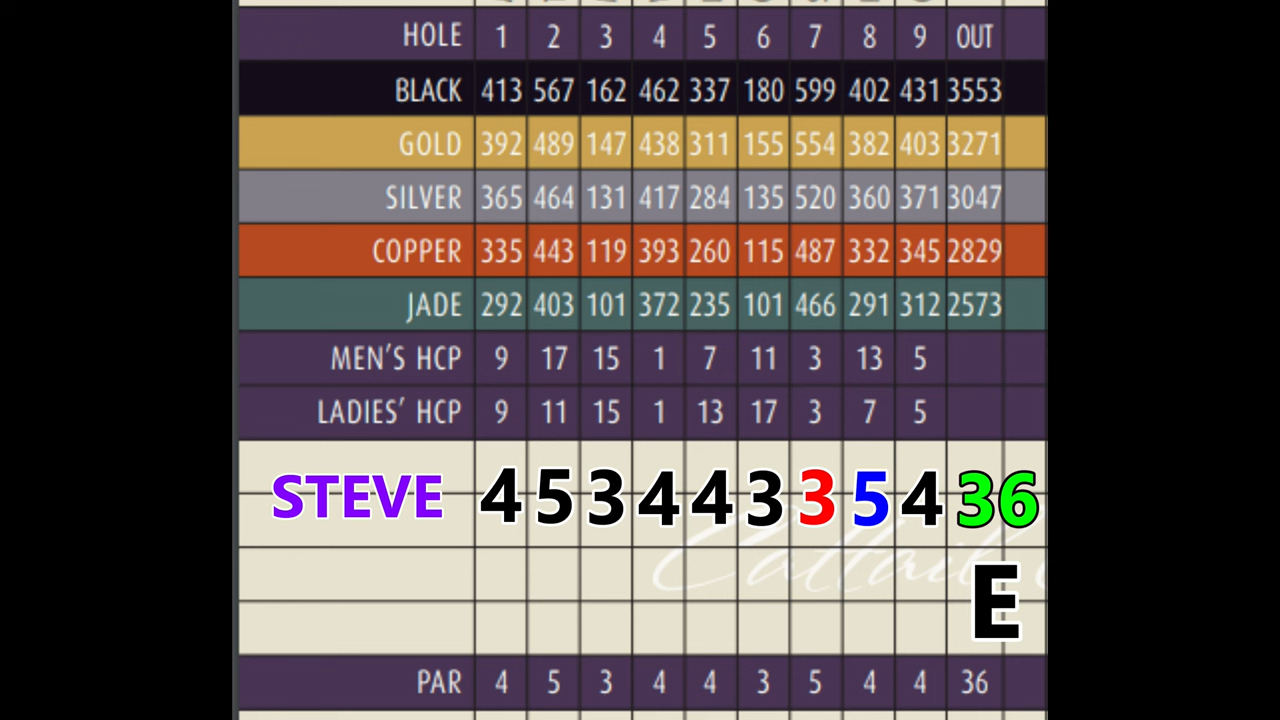 HOLE 1 2 3 4 5 6 7 8 9 OUT
BLACK 413 567 162 462 337 180 599 402 431 3553
GOLD 392 489 147 438 311 155 554 382 403 3271
SILVER 365 464 131 417 284 135 520 360 371 3047
COPPER 335 443 119 393 260 115 487 332 345 2829
JADE 292 403 101 372 235 101 466 291 312 2573
MEN'S HCP 9 17 15 1 7 11 3 13 5
LADIES' HCP 9 11 15 1 13 17 3 7 5
STEVE 4 5 3 4 4 3 3 5 4 36
Cattail
E
PAR 4 5 3 4 4 3 5 4 4 36